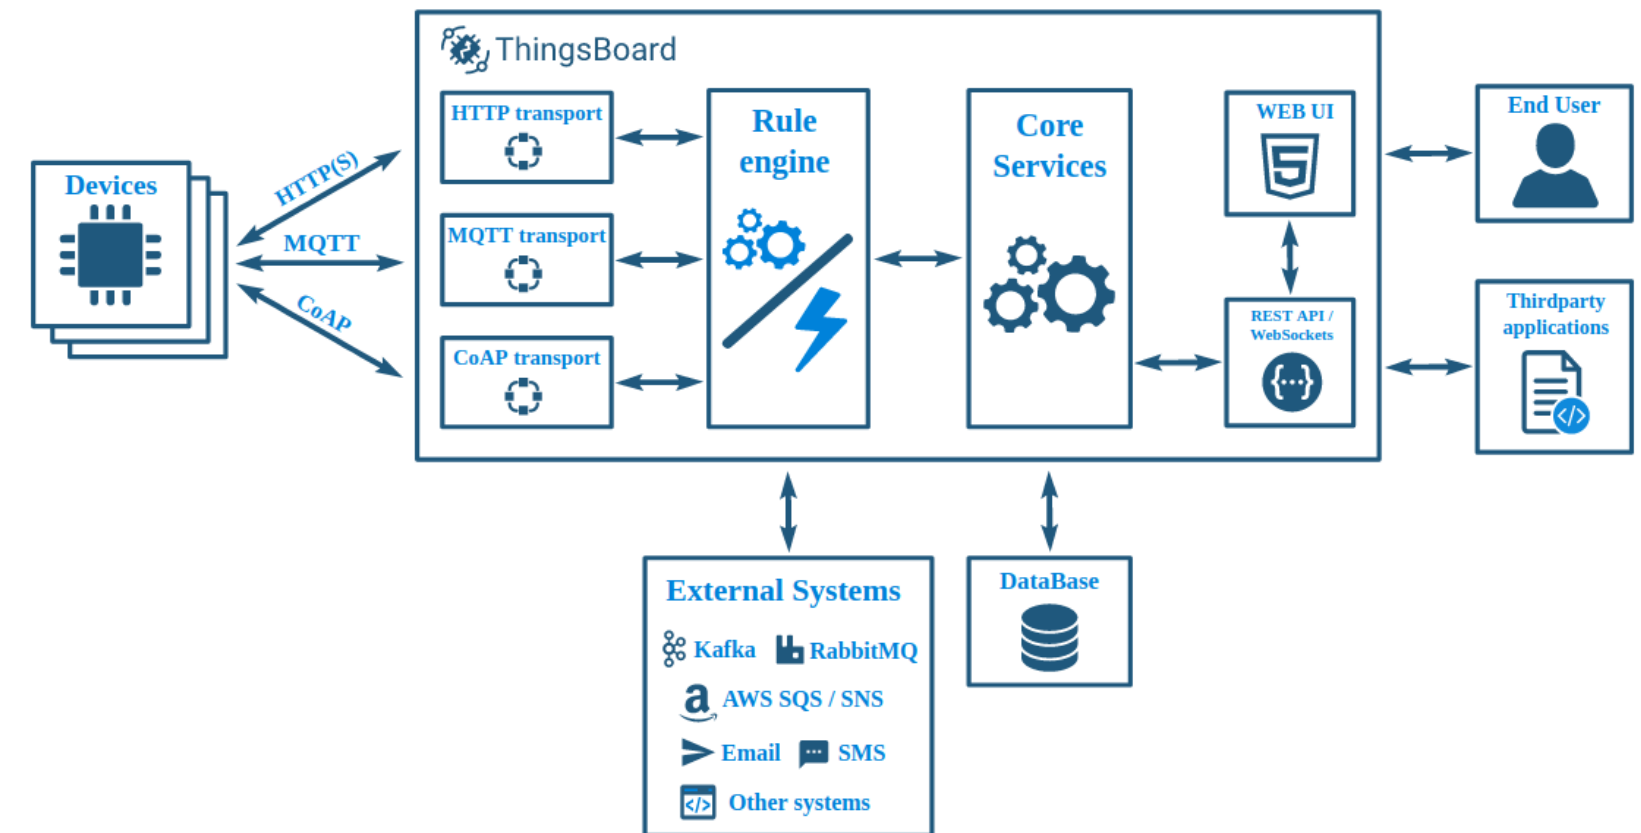 ThingsBoard
Devices
HTTP(S)
MQTT
CoAP
HTTP transport
MQTT transport
CoAP transport
Rule
engine
Core
Services
WEB UI
REST API /
WebSockets
{···}
End User
Thirdparty
applications
</>
External Systems
Kafka
RabbitMQ
a
AWS SQS / SNS
Email
SMS
</>
Other systems
DataBase